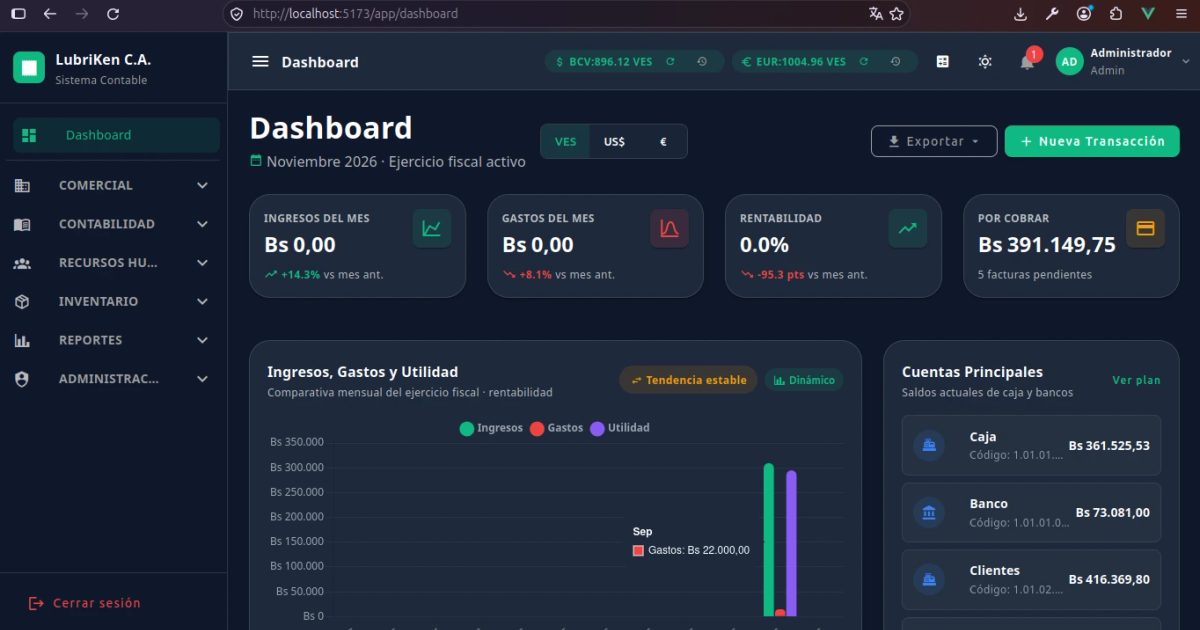 http://localhost:5173/app/dashboard
LubriKen C.A.
Sistema Contable
Dashboard
$ BCV:896.12 VES
€ EUR:1004.96 VES
1
AD
Administrador
Admin
Dashboard
COMERCIAL
CONTABILIDAD
RECURSOS HU...
INVENTARIO
REPORTES
ADMINISTRAC...
Cerrar sesión
Dashboard
Noviembre 2026 · Ejercicio fiscal activo
VES
US$
€
Exportar
+ Nueva Transacción
INGRESOS DEL MES
Bs 0,00
+14.3% vs mes ant.
GASTOS DEL MES
Bs 0,00
+8.1% vs mes ant.
RENTABILIDAD
0.0%
-95.3 pts vs mes ant.
POR COBRAR
Bs 391.149,75
5 facturas pendientes
Ingresos, Gastos y Utilidad
Comparativa mensual del ejercicio fiscal · rentabilidad
Tendencia estable
Dinámico
Ingresos
Gastos
Utilidad
Bs 350.000
Bs 300.000
Bs 250.000
Bs 200.000
Bs 150.000
Bs 100.000
Bs 50.000
Bs 0
Sep
Gastos: Bs 22.000,00
Cuentas Principales
Saldos actuales de caja y bancos
Ver plan
Caja
Código: 1.01.01....
Bs 361.525,53
Banco
Código: 1.01.01.0...
Bs 73.081,00
Clientes
Código: 1.01.02....
Bs 416.369,80